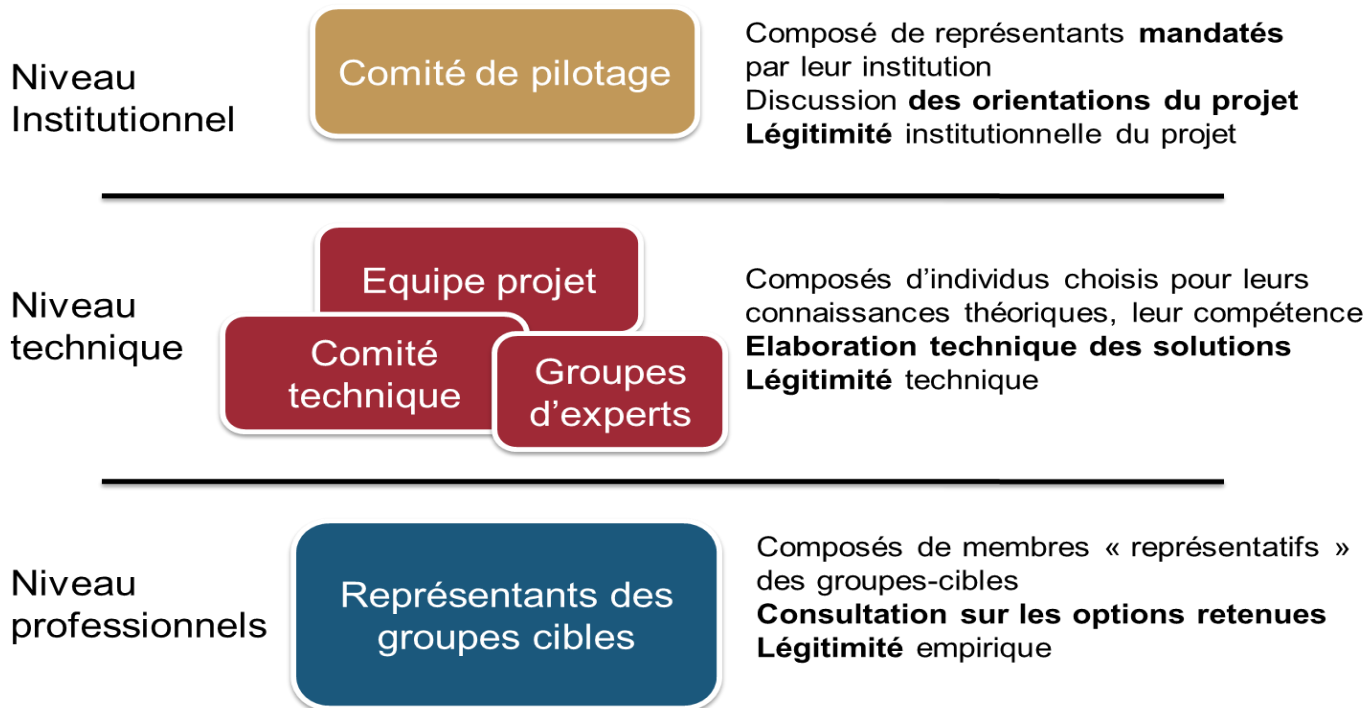 Niveau
Institutionnel
Comité de pilotage
Composé de représentants mandatés
par leur institution
Discussion des orientations du projet
Légitimité institutionnelle du projet
Niveau
technique
Equipe projet
Comité
technique
Groupes
d’experts
Composés d’individus choisis pour leurs
connaissances théoriques, leur compétence
Elaboration technique des solutions
Légitimité technique
Niveau
professionnels
Représentants des
groupes cibles
Composés de membres « représentatifs »
des groupes-cibles
Consultation sur les options retenues
Légitimité empirique